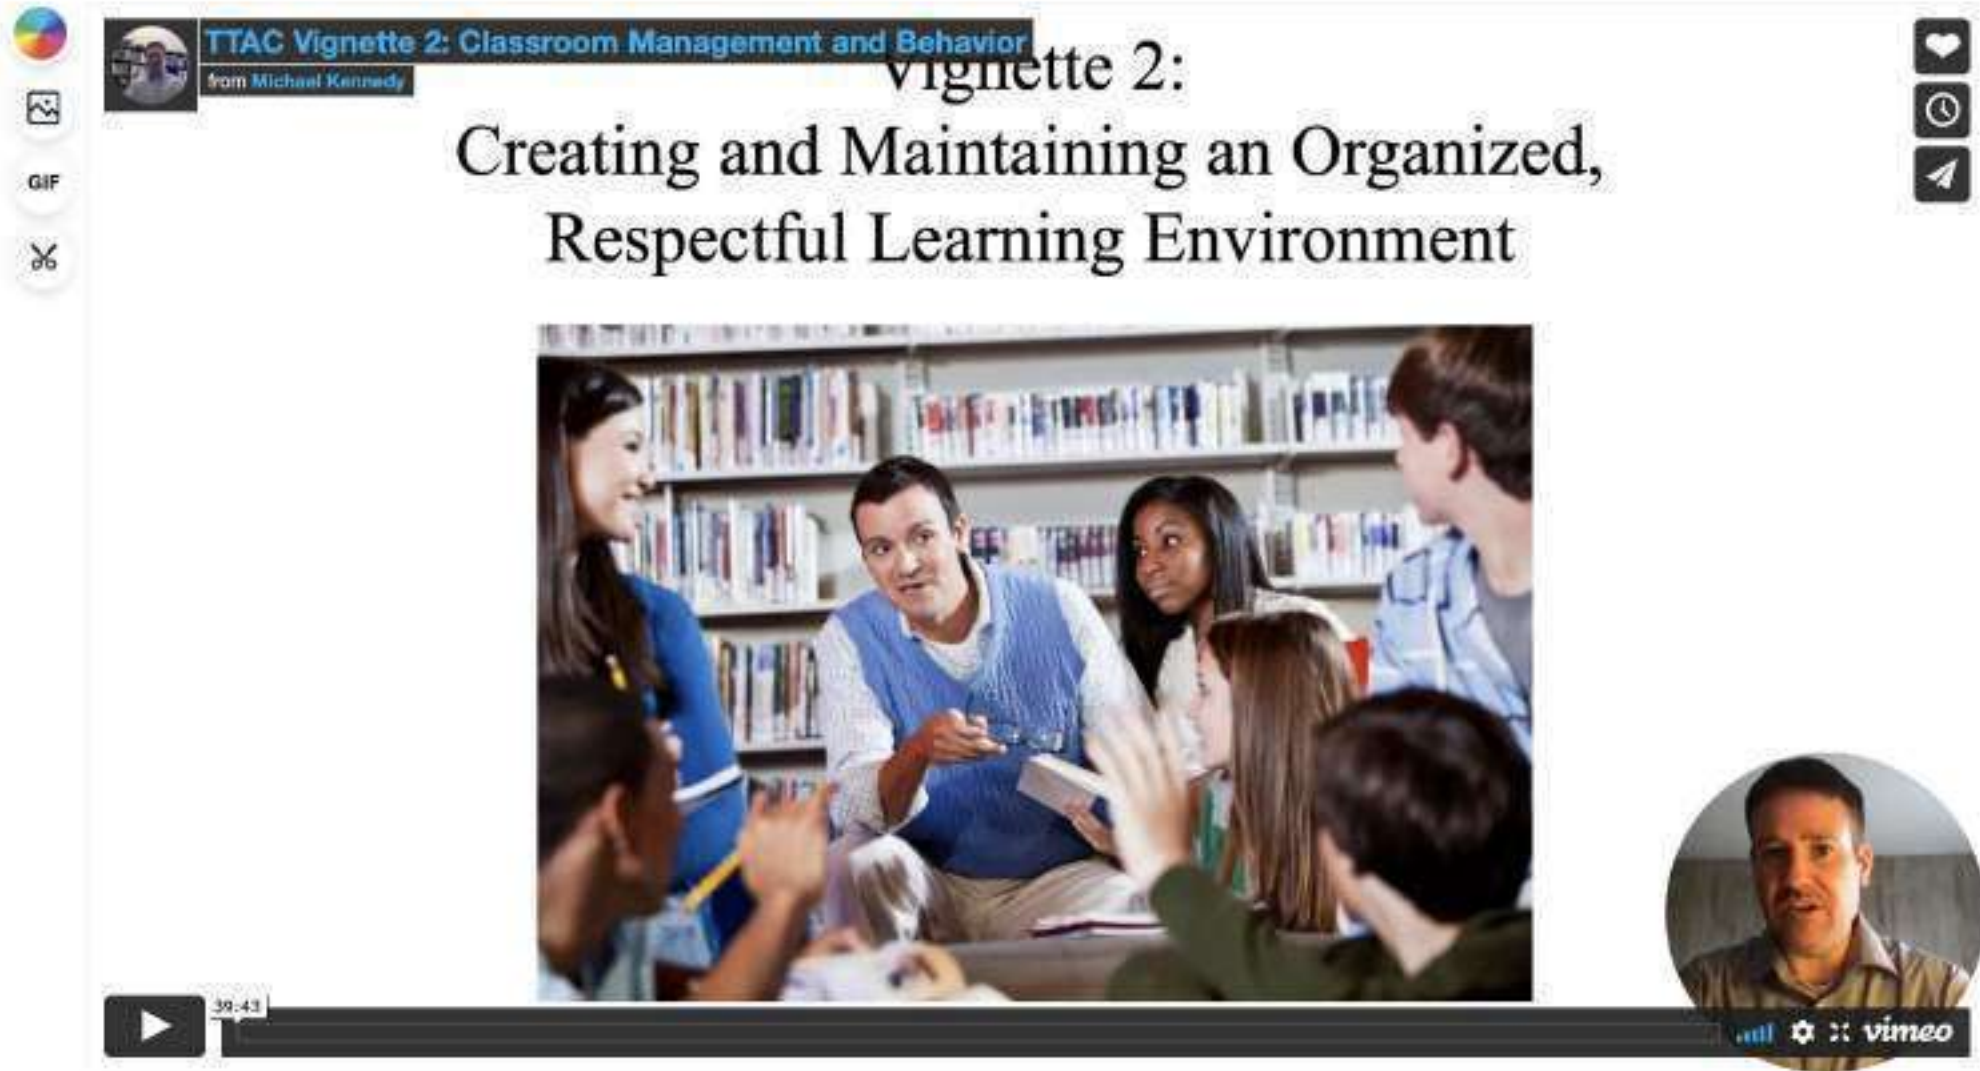 TTAC Vignette 2: Classroom Management and Behavior
from Michael Kennedy
Vignette 2:
Creating and Maintaining an Organized,
Respectful Learning Environment
GIF
39:43
vimeo